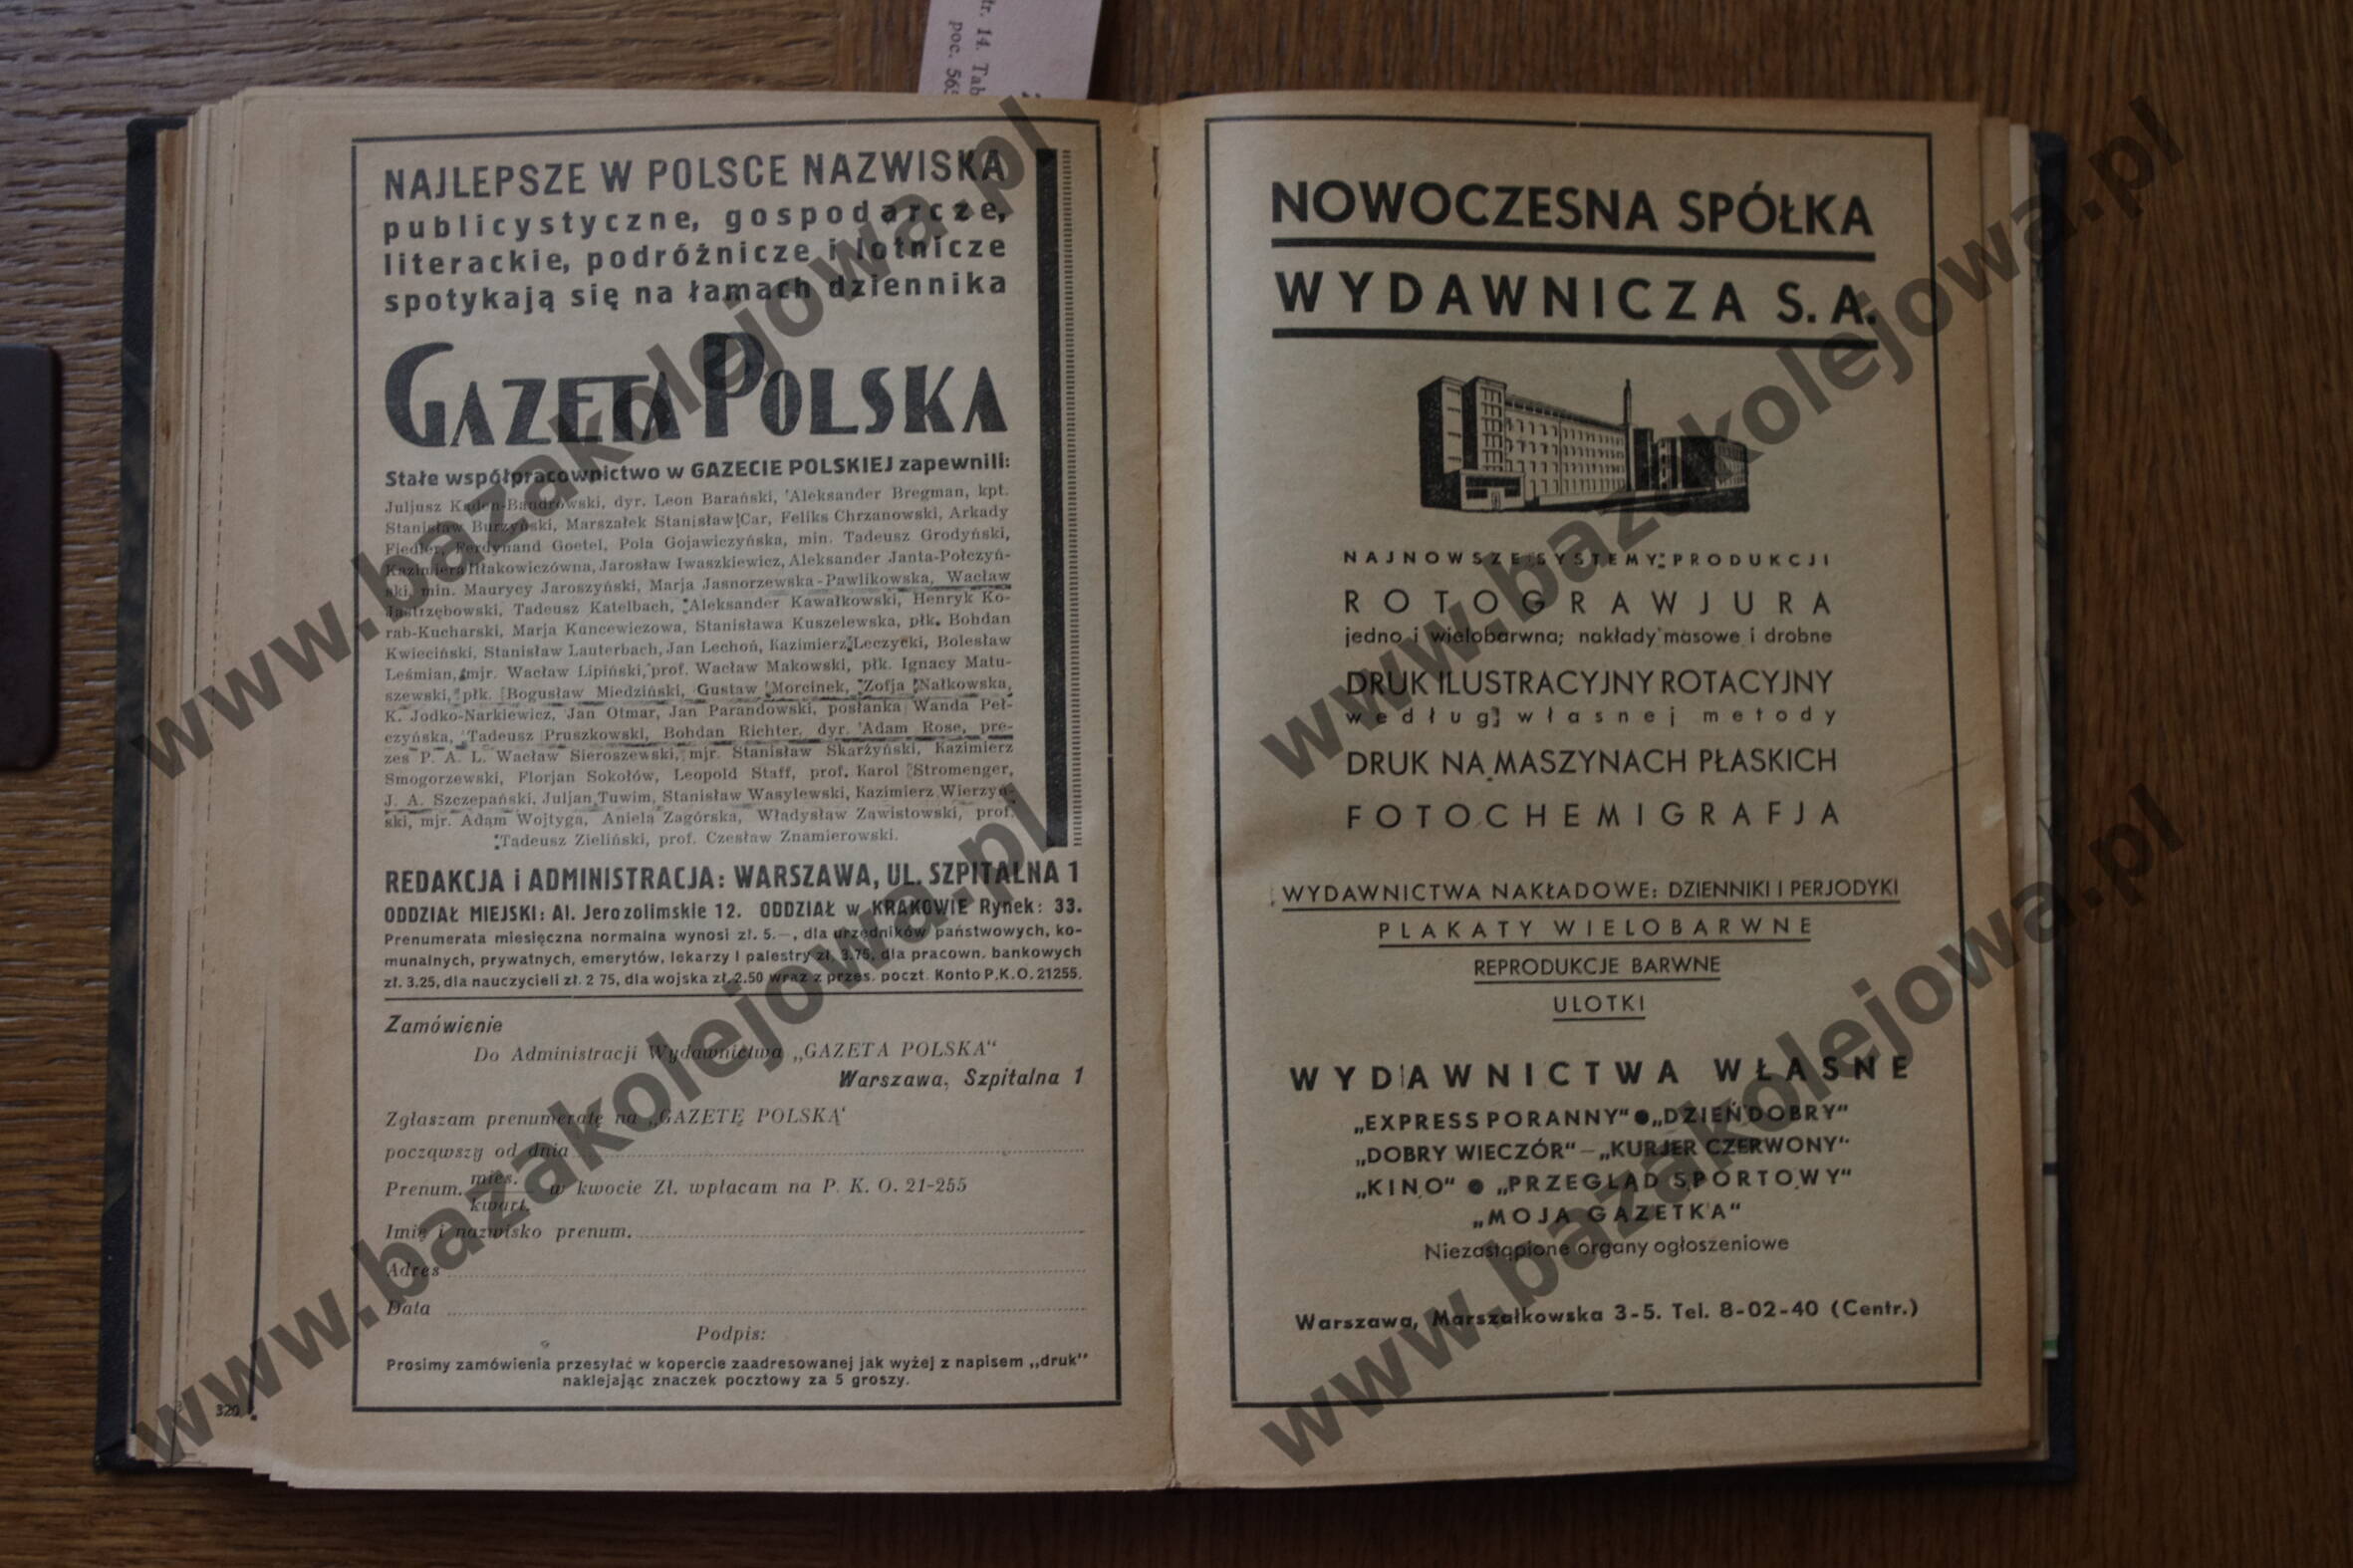 tr. 14. Tab
poc. 56
NAJLEPSZE W POLSCE NAZWISKA
publicystyczne, gospodarcze,
literackie, podróżnicze i lotnicze
spotykają się na łamach dziennika
GAZETA POLSKA
Stałe współpracownictwo w GAZECIE POLSKIEJ zapewnili:
Juljusz Kaden-Bandrowski, dyr. Leon Barański, Aleksander Bregman, kpt.
Stanisław Burzyński, Marszałek Stanisław Car, Feliks Chrzanowski, Arkady
Fiedler, Ferdynand Goetel, Pola Gojawiczyńska, min. Tadeusz Grodyński,
Kazimiera Iłłakowiczówna, Jarosław Iwaszkiewicz, Aleksander Janta-Połczyń-
ski, min. Maurycy Jaroszyński, Marja Jasnorzewska-Pawlikowska, Wacław
Jastrzębowski, Tadeusz Katelbach, Aleksander Kawałkowski, Henryk Ko-
rab-Kucharski, Marja Kuncewiczowa, Stanisława Kuszelewska, płk. Bohdan
Kwieciński, Stanisław Lauterbach, Jan Lechoń, Kazimierz Leczycki, Bolesław
Leśmian, mjr. Wacław Lipiński, prof. Wacław Makowski, płk. Ignacy Matu-
szewski, płk. Bogusław Miedziński, Gustaw Morcinek, Zofja Nałkowska,
K. Jodko-Narkiewicz, Jan Otmar, Jan Parandowski, posłanka Wanda Peł-
czyńska, Tadeusz Pruszkowski, Bohdan Richter, dyr. Adam Rose, pre-
zes P. A. L. Wacław Sieroszewski, mjr. Stanisław Skarżyński, Kazimierz
Smogorzewski, Florjan Sokołów, Leopold Staff, prof. Karol Stromenger,
J. A. Szczepański, Juljan Tuwim, Stanisław Wasylewski, Kazimierz Wierzyń-
ski, mjr. Adam Wojtyga, Aniela Zagórska, Władysław Zawistowski, prof.
Tadeusz Zieliński, prof. Czesław Znamierowski.
REDAKCJA i ADMINISTRACJA: WARSZAWA, UL. SZPITALNA 1
ODDZIAŁ MIEJSKI: Al. Jerozolimskie 12. ODDZIAŁ w KRAKOWIE Rynek: 33.
Prenumerata miesięczna normalna wynosi zł. 5.—, dla urzędników państwowych, ko-
munalnych, prywatnych, emerytów, lekarzy i palestry zł. 3.75, dla pracown. bankowych
zł. 3.25, dla nauczycieli zł. 2 75, dla wojska zł. 2.50 wraz z przes. poczt. Konto P.K.O. 21255.
Zamówienie
Do Administracji Wydawnictwa „GAZETA POLSKA“
Warszawa, Szpitalna 1
Zgłaszam prenumeratę na „GAZETĘ POLSKĄ‘
począwszy od dnia
Prenum. mies. kwart. w kwocie Zł. wpłacam na P. K. O. 21-255
Imię i nazwisko prenum.
Adres
Data
Podpis:
Prosimy zamówienia przesyłać w kopercie zaadresowanej jak wyżej z napisem „druk“
naklejając znaczek pocztowy za 5 groszy.
320
NOWOCZESNA SPÓŁKA
WYDAWNICZA S.A.
NAJNOWSZE SYSTEMY PRODUKCJI
ROTOGRAWJURA
jedno i wielobarwna; nakłady masowe i drobne
DRUK ILUSTRACYJNY ROTACYJNY
według własnej metody
DRUK NA MASZYNACH PŁASKICH
FOTOCHEMIGRAFJA
WYDAWNICTWA NAKŁADOWE: DZIENNIKI I PERJODYKI
PLAKATY WIELOBARWNE
REPRODUKCJE BARWNE
ULOTKI
WYDAWNICTWA WŁASNE
„EXPRESS PORANNY“ ● „DZIEŃ DOBRY“
„DOBRY WIECZÓR“ — „KURJER CZERWONY“
„KINO“ ● „PRZEGLĄD SPORTOWY“
„MOJA GAZETKA“
Niezastąpione organy ogłoszeniowe
Warszawa, Marszałkowska 3-5. Tel. 8-02-40 (Centr.)
www.bazakolejowa.pl
www.bazakolejowa.pl
www.bazakolejowa.pl
www.bazakolejowa.pl